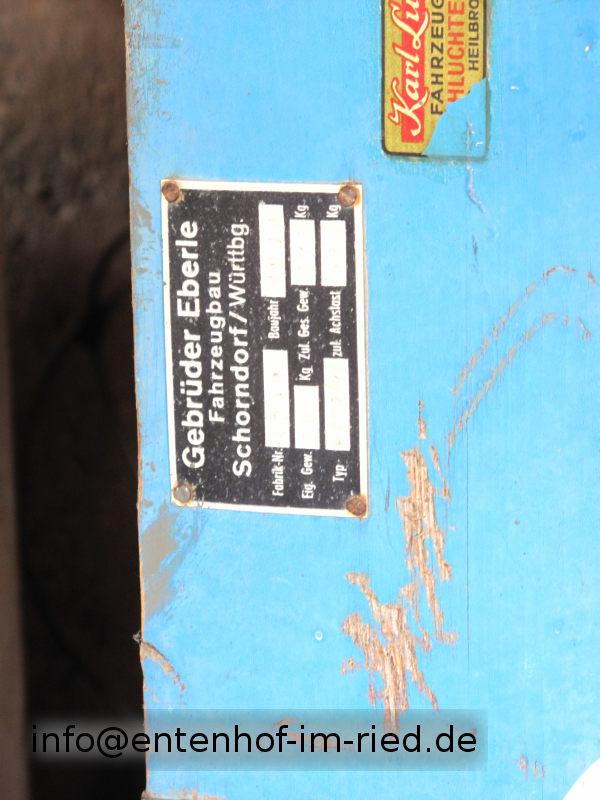 Karl
FAHRZEUG
HLUCHTE
HEILBRO
Gebrüder Eberle
Fahrzeugbau
Schorndorf/Württbg.
Fabrik-Nr. Baujahr
Eig. Gew. Kg. Zul. Ges. Gew. Kg.
Typ zul. Achslast Kg
info@entenhof-im-ried.de